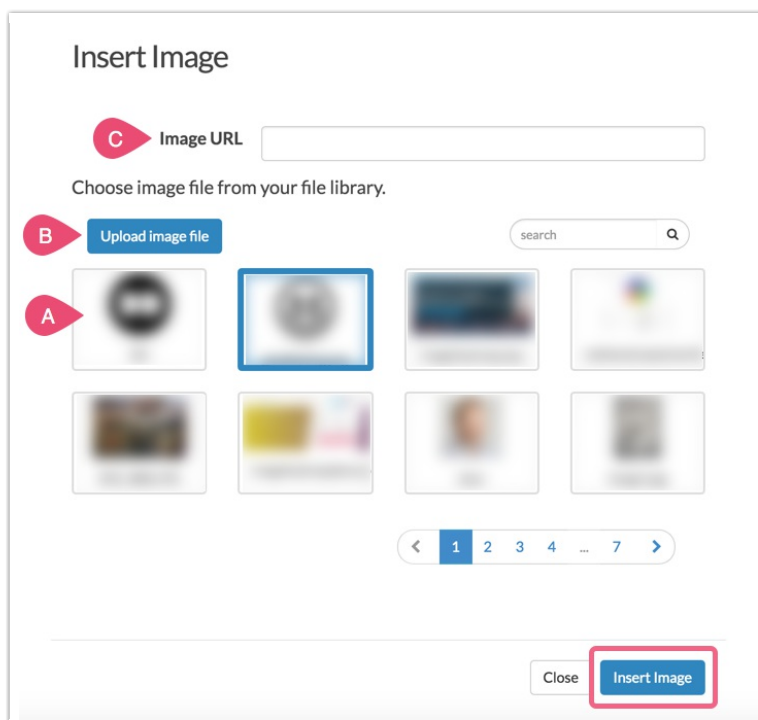 Insert Image
C Image URL
Choose image file from your file library.
B Upload image file search
A
1 2 3 4 ... 7
Close Insert Image